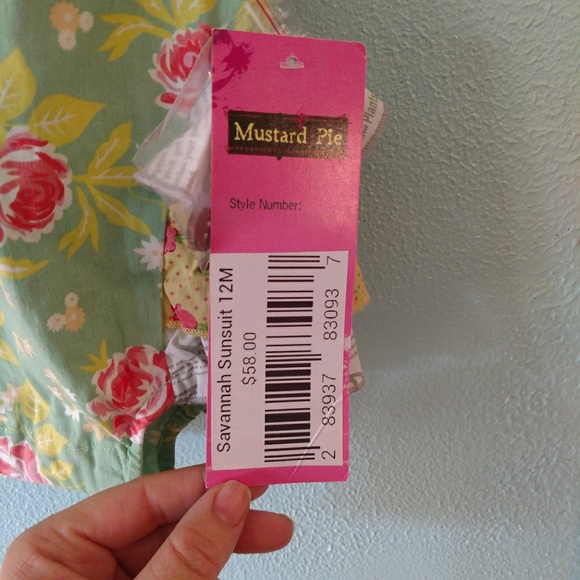 Mustard Pie
Style Number:
Savannah Sunsuit 12M
$58.00
2 83937 83093 7